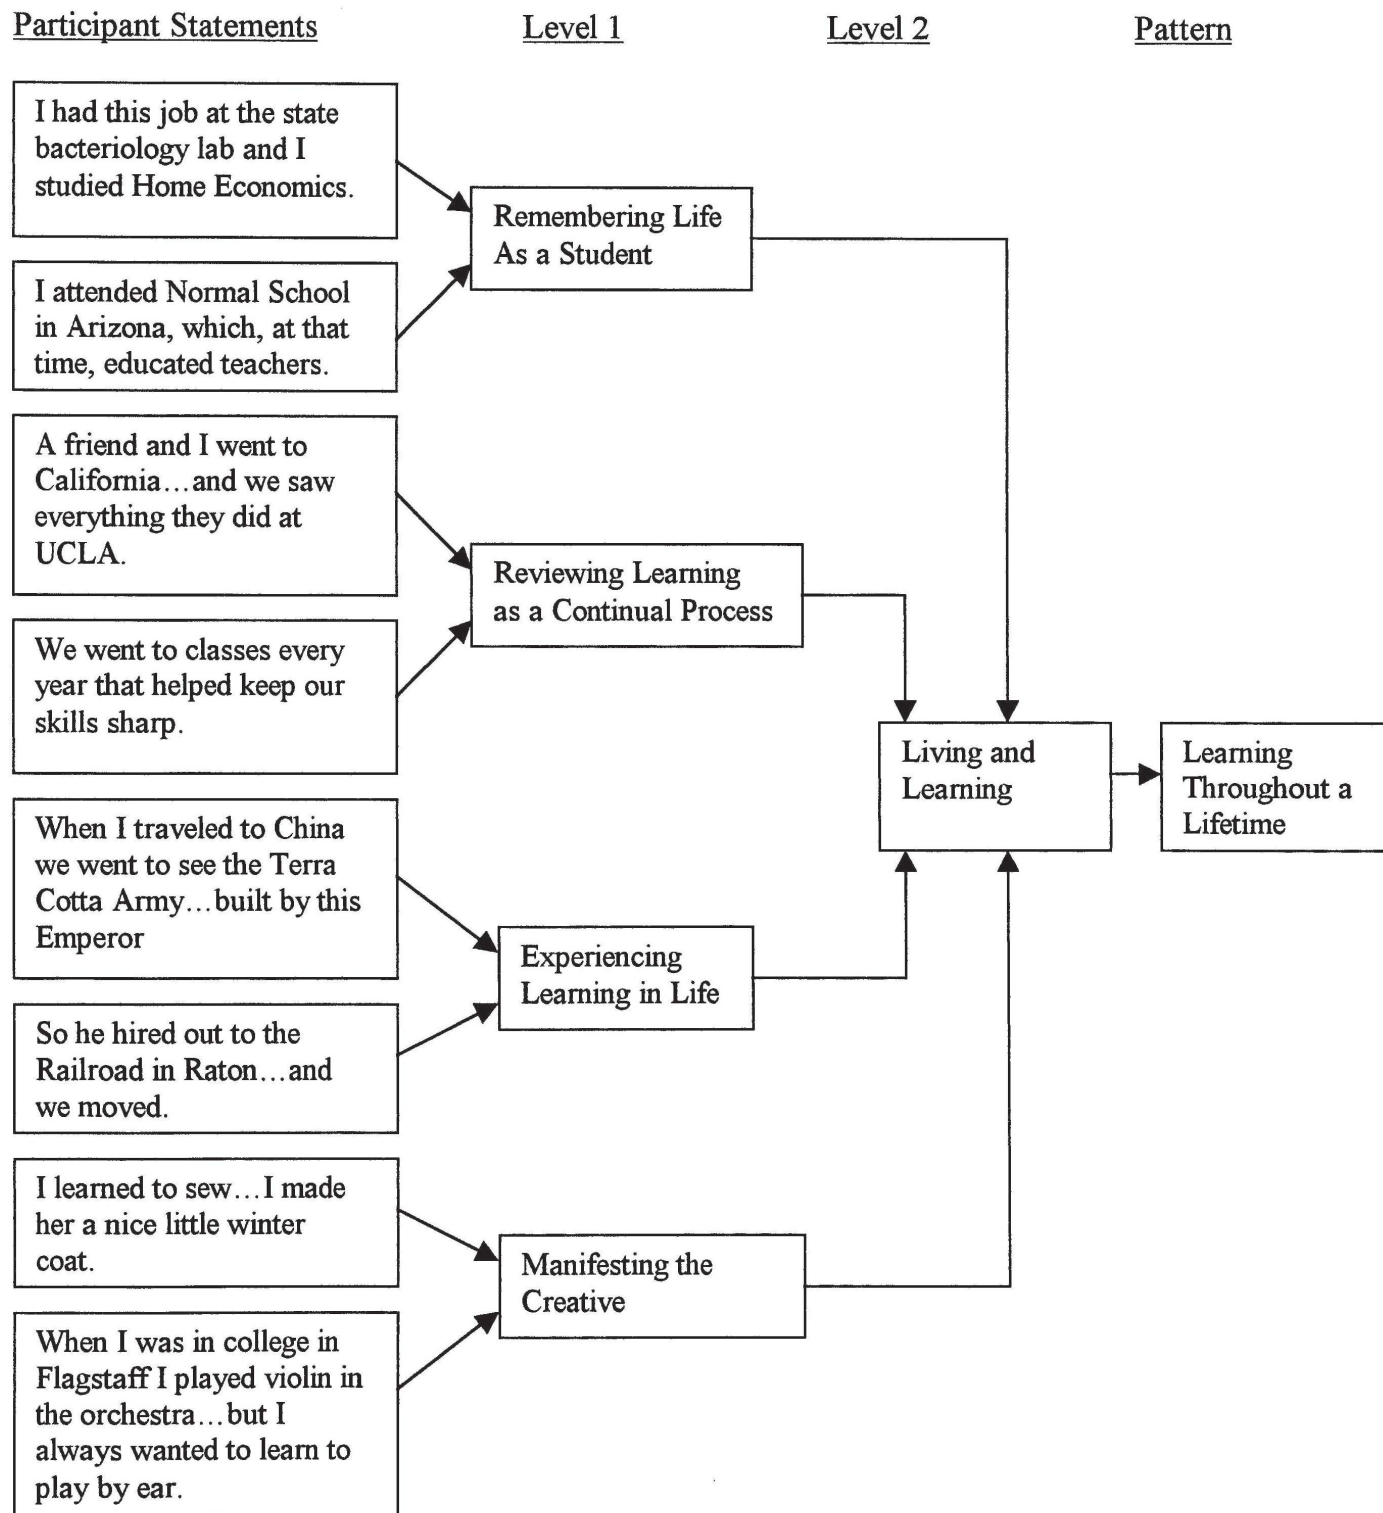 Participant Statements
Level 1
Level 2
Pattern
I had this job at the state
bacteriology lab and I
studied Home Economics.
I attended Normal School
in Arizona, which, at that
time, educated teachers.
A friend and I went to
California…and we saw
everything they did at
UCLA.
We went to classes every
year that helped keep our
skills sharp.
When I traveled to China
we went to see the Terra
Cotta Army…built by this
Emperor
So he hired out to the
Railroad in Raton…and
we moved.
I learned to sew…I made
her a nice little winter
coat.
When I was in college in
Flagstaff I played violin in
the orchestra…but I
always wanted to learn to
play by ear.
Remembering Life
As a Student
Reviewing Learning
as a Continual Process
Experiencing
Learning in Life
Manifesting the
Creative
Living and
Learning
Learning
Throughout a
Lifetime